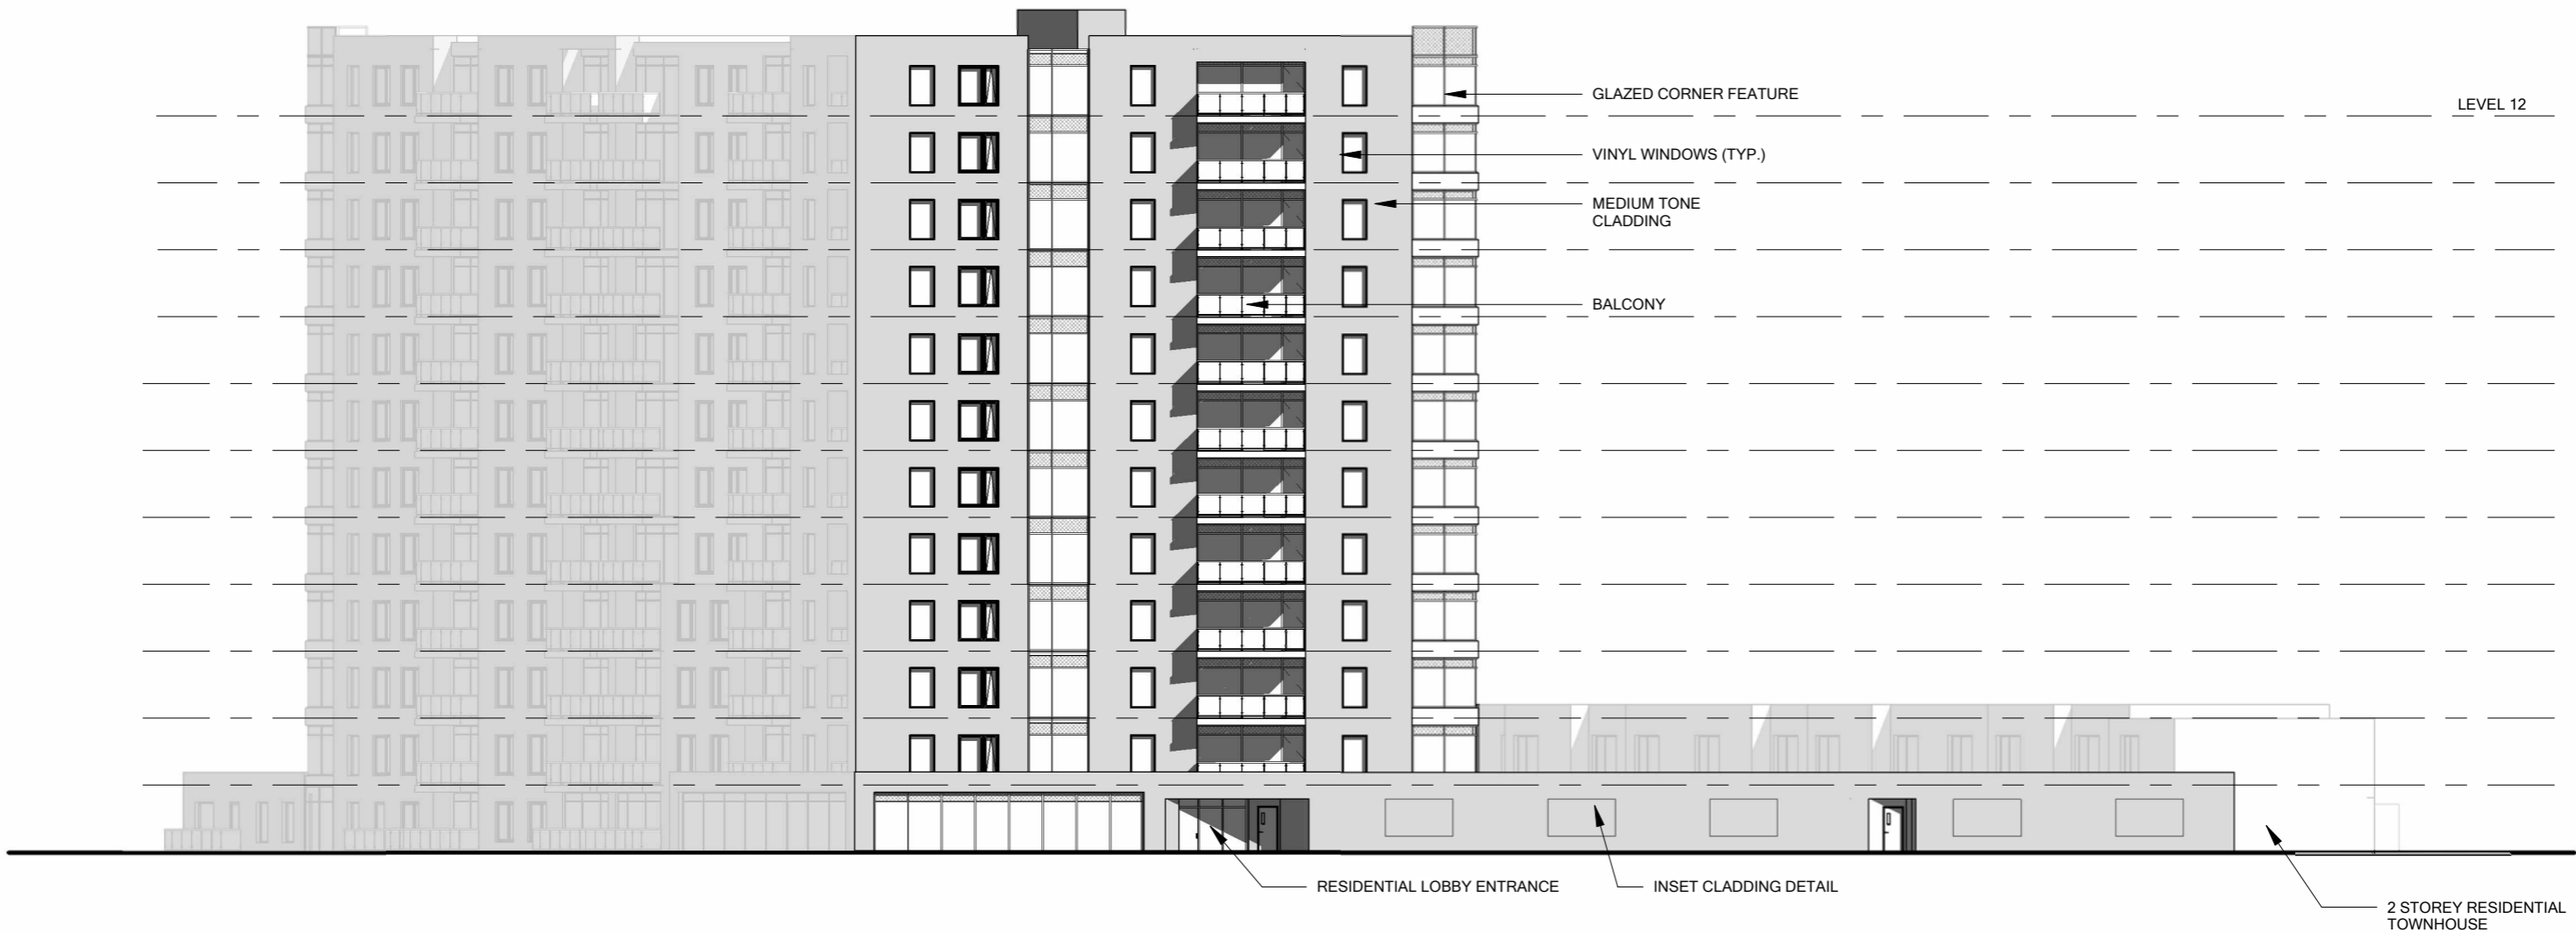 GLAZED CORNER FEATURE
LEVEL 12
VINYL WINDOWS (TYP.)
MEDIUM TONE
CLADDING
BALCONY
RESIDENTIAL LOBBY ENTRANCE
INSET CLADDING DETAIL
2 STOREY RESIDENTIAL
TOWNHOUSE